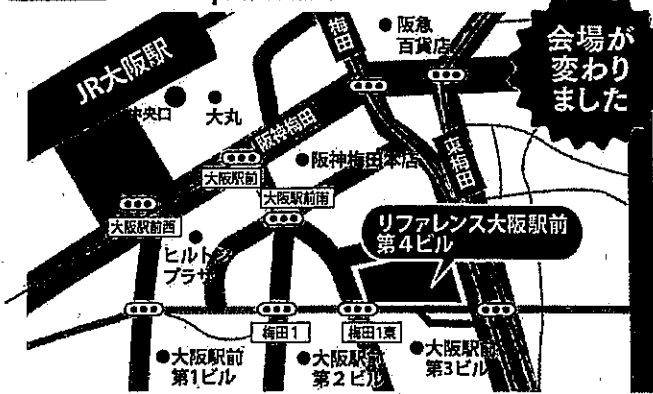 会場が
変わり
ました
梅田
阪急
百貨店
JR大阪駅
中央口
大丸
阪神梅田
阪神梅田本店
東梅田
大阪駅前
大阪駅前南
大阪駅前西
ヒルトン
プラザ
リファレンス大阪駅前
第4ビル
梅田1
梅田1東
大阪駅前
第1ビル
大阪駅前
第2ビル
大阪駅前
第3ビル